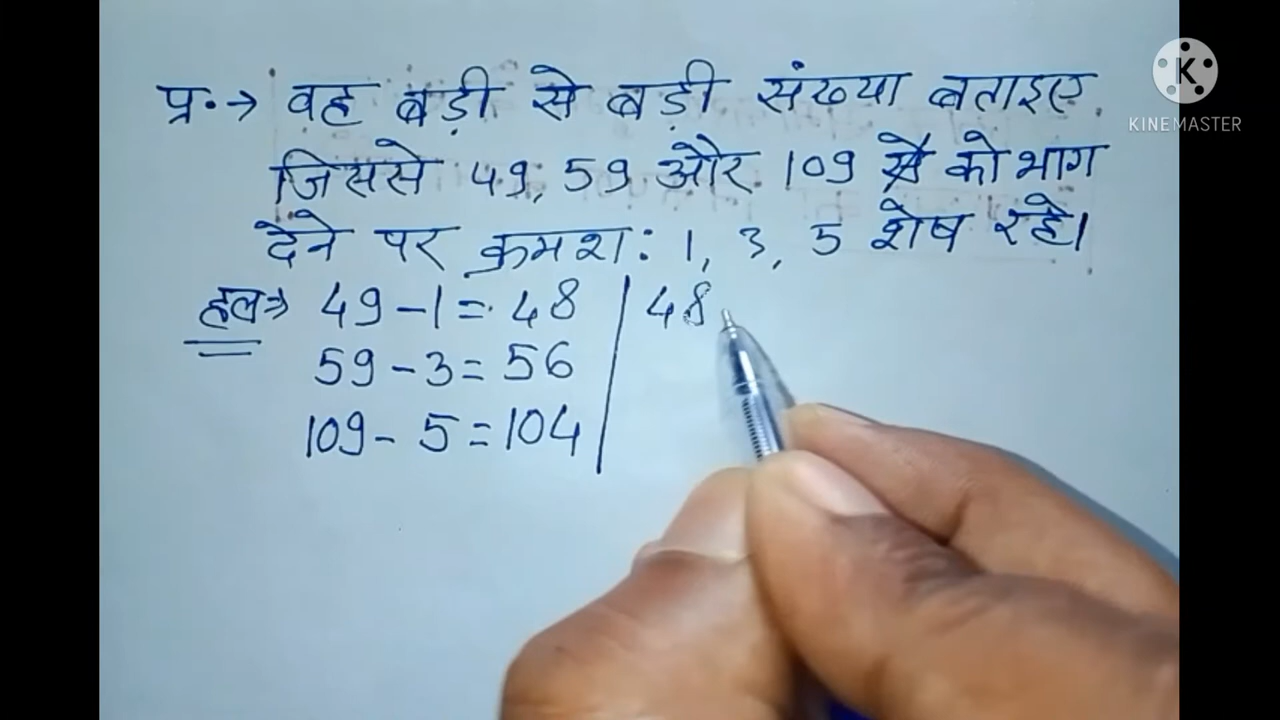 प्र.→ वह बड़ी से बड़ी संख्या बताइए
जिससे 49, 59 और 109 को भाग
देने पर क्रमश: 1, 3, 5 शेष रहे।
हल⇒ 49 - 1 = 48 | 48
59 - 3 = 56
109 - 5 = 104
KINEMASTER